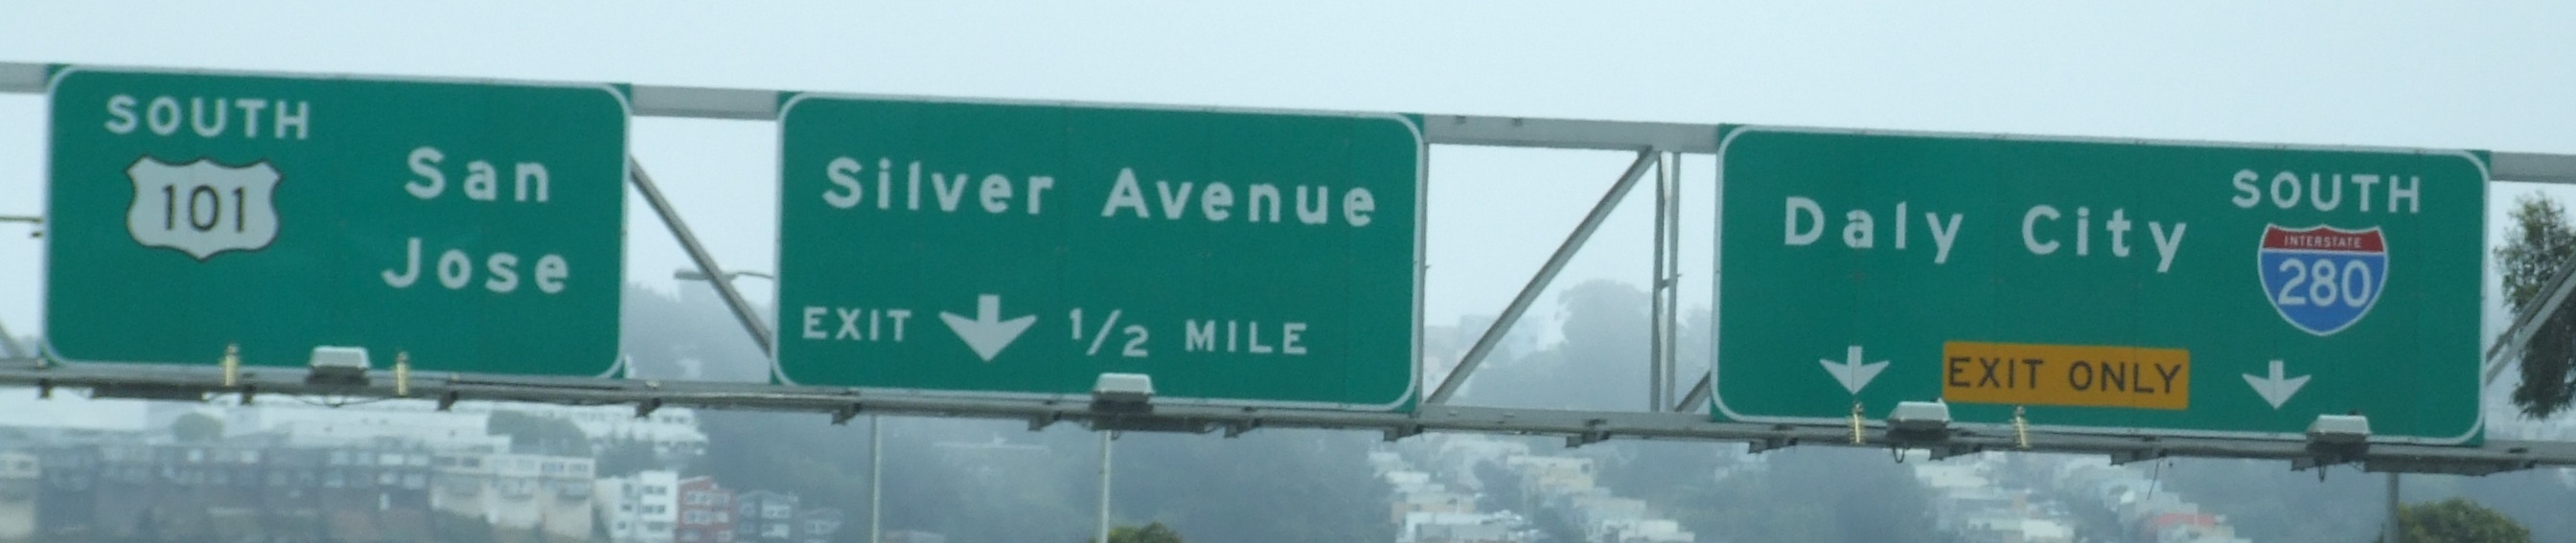 SOUTH
101
San
Jose
Silver Avenue
EXIT 1/2 MILE
Daly City
SOUTH
INTERSTATE
280
EXIT ONLY